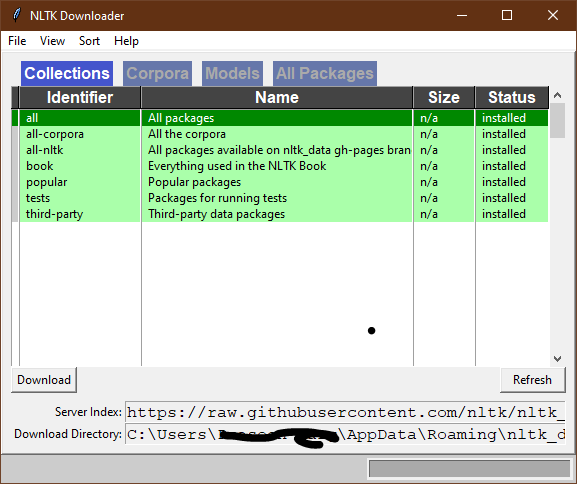 NLTK Downloader
File View Sort Help
Collections Corpora Models All Packages
Identifier Name Size Status
all All packages n/a installed
all-corpora All the corpora n/a installed
all-nltk All packages available on nltk_data gh-pages bran n/a installed
book Everything used in the NLTK Book n/a installed
popular Popular packages n/a installed
tests Packages for running tests n/a installed
third-party Third-party data packages n/a installed
Download Refresh
Server Index: https://raw.githubusercontent.com/nltk/nltk_
Download Directory: C:\Users\ \AppData\Roaming\nltk_d